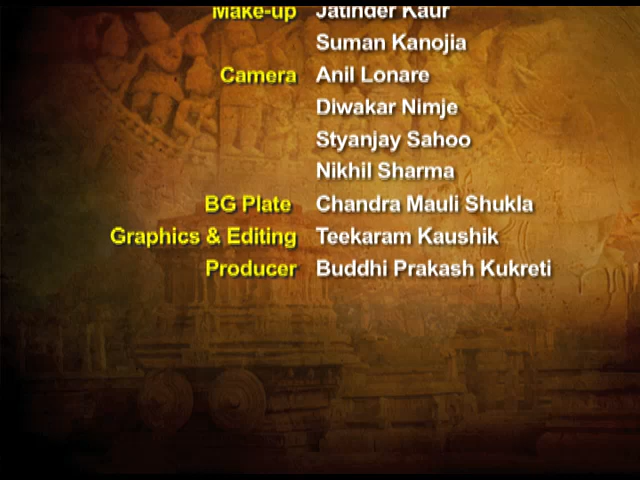 Make-up Jatinder Kaur
Suman Kanojia
Camera Anil Lonare
Diwakar Nimje
Styanjay Sahoo
Nikhil Sharma
BG Plate Chandra Mauli Shukla
Graphics & Editing Teekaram Kaushik
Producer Buddhi Prakash Kukreti